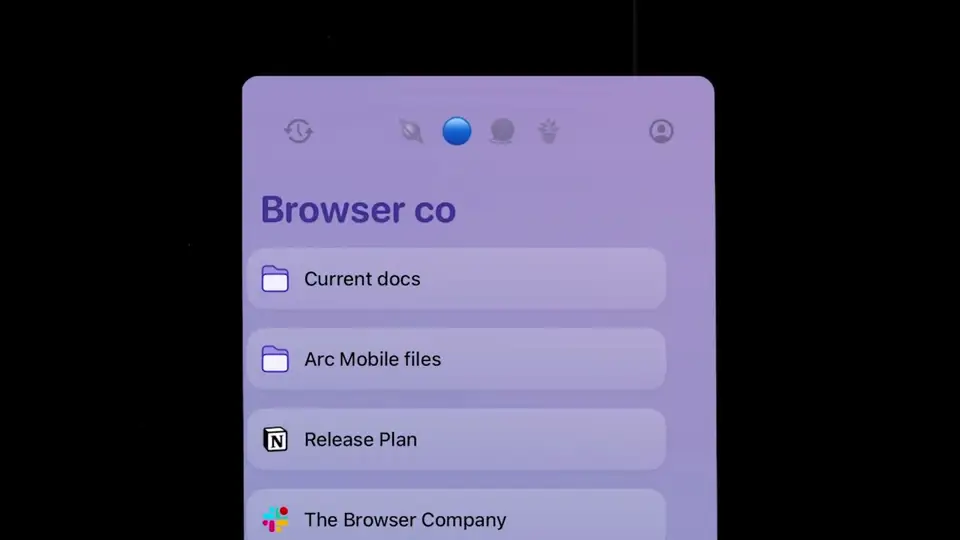 Browser co
Current docs
Arc Mobile files
N
Release Plan
The Browser Company